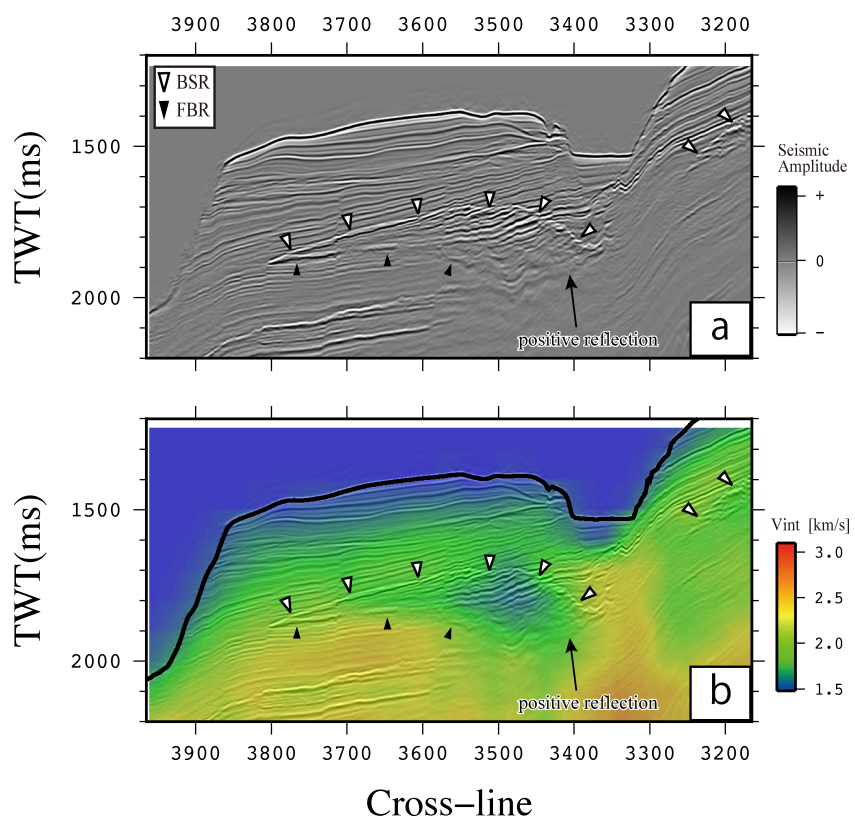 3900 3800 3700 3600 3500 3400 3300 3200
BSR
FBR
TWT(ms)
1500
2000
Seismic
Amplitude
+
0
−
positive reflection
a
TWT(ms)
1500
2000
Vint [km/s]
3.0
2.5
2.0
1.5
positive reflection
b
3900 3800 3700 3600 3500 3400 3300 3200
Cross−line